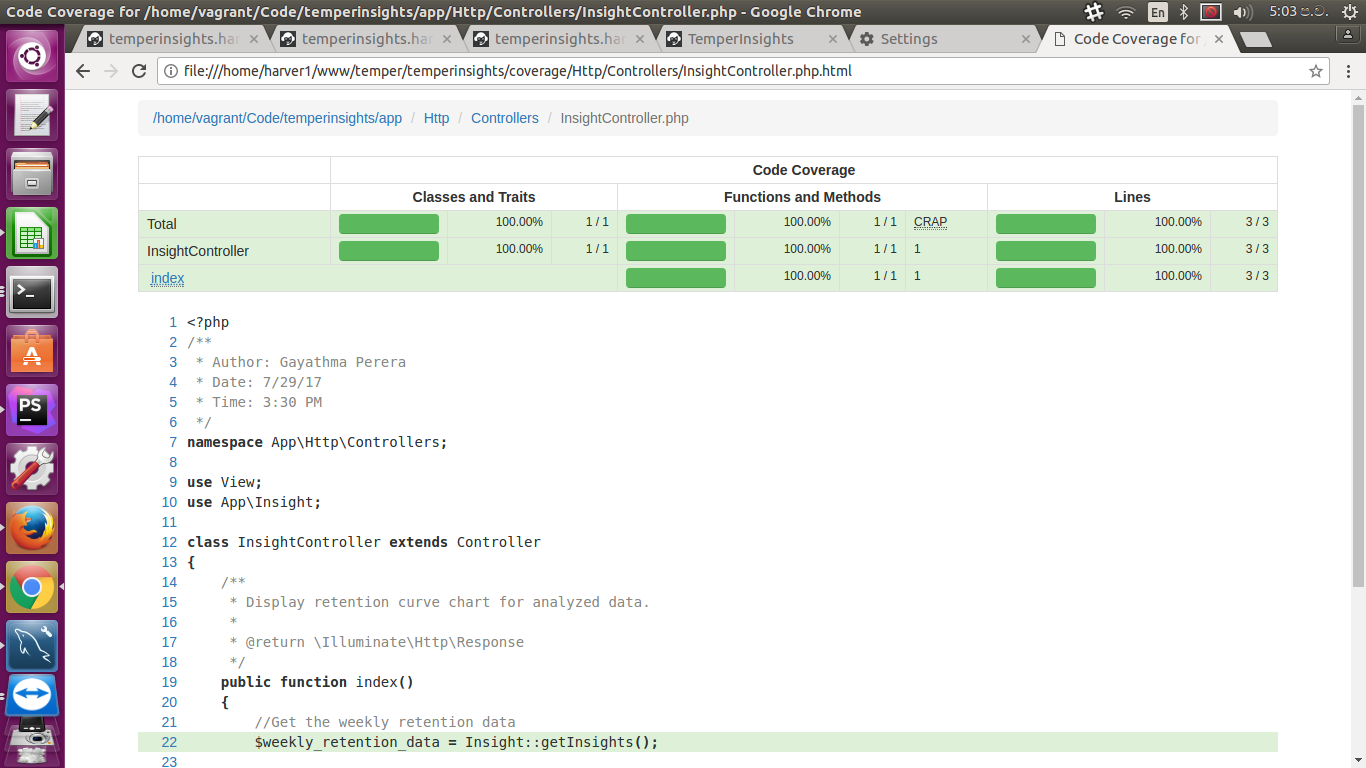 Code Coverage for /home/vagrant/Code/temperinsights/app/Http/Controllers/InsightController.php - Google Chrome
En 5:03 ප.ව.
temperinsights.har temperinsights.har temperinsights.har TemperInsights Settings Code Coverage for
file:///home/harver1/www/temper/temperinsights/coverage/Http/Controllers/InsightController.php.html
/home/vagrant/Code/temperinsights/app / Http / Controllers / InsightController.php
Code Coverage
Classes and Traits Functions and Methods Lines
Total 100.00% 1 / 1 100.00% 1 / 1 CRAP 100.00% 3 / 3
InsightController 100.00% 1 / 1 100.00% 1 / 1 1 100.00% 3 / 3
index 100.00% 1 / 1 1 100.00% 3 / 3
1 <?php
2 /**
3  * Author: Gayathma Perera
4  * Date: 7/29/17
5  * Time: 3:30 PM
6  */
7 namespace App\Http\Controllers;
8
9 use View;
10 use App\Insight;
11
12 class InsightController extends Controller
13 {
14     /**
15      * Display retention curve chart for analyzed data.
16      *
17      * @return \Illuminate\Http\Response
18      */
19     public function index()
20     {
21         //Get the weekly retention data
22         $weekly_retention_data = Insight::getInsights();
23
PS